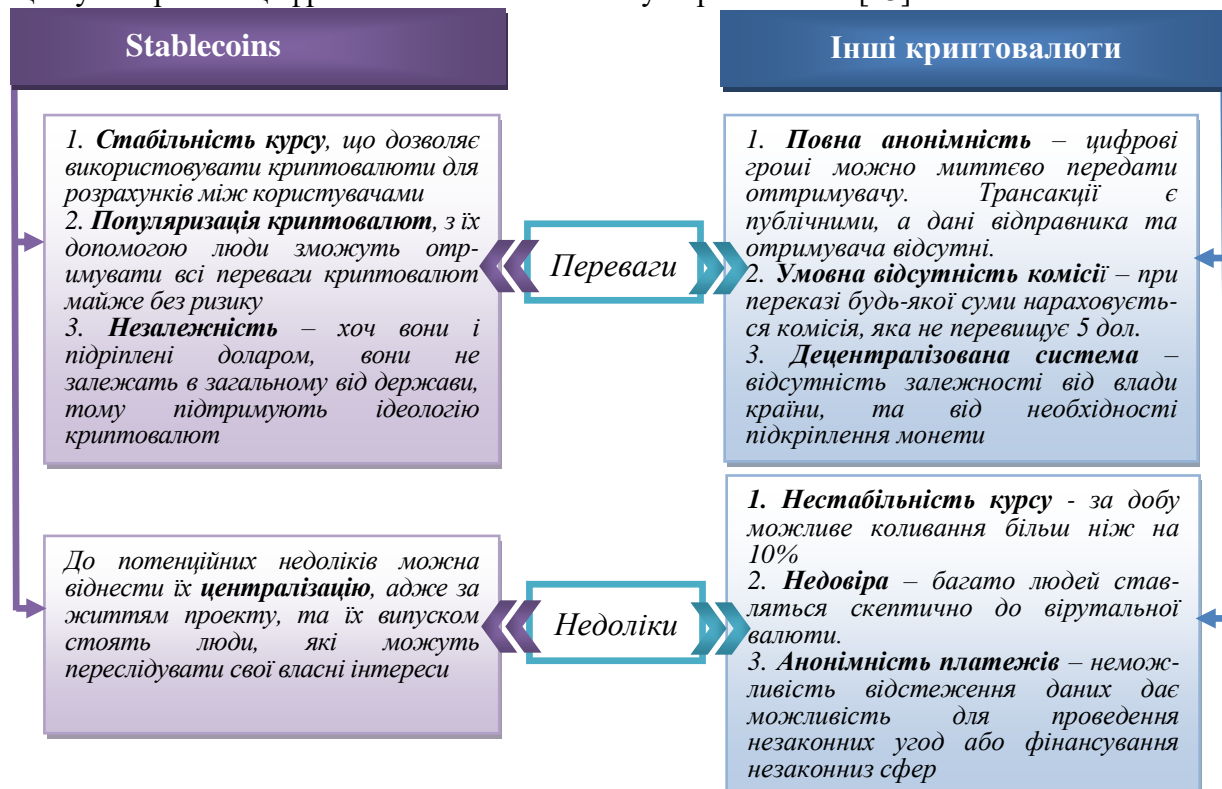 Stablecoins
Інші криптовалюти
1. Стабільність курсу, що дозволяє
використовувати криптовалюти для
розрахунків між користувачами
2. Популяризація криптовалют, з їх
допомогою люди зможуть отр-
имувати всі переваги криптовалют
майже без ризику
3. Незалежність – хоч вони і
підріплені доларом, вони не
залежать в загальному від держави,
тому підтримують ідеологію
криптовалют
Переваги
1. Повна анонімність – цифрові
гроші можно миттєво передати
оттримувачу. Трансакції є
публічними, а дані відправника та
отримувача відсутні.
2. Умовна відсутність комісії – при
переказі будь-якої суми нараховуєть-
ся комісія, яка не перевищує 5 дол.
3. Децентралізована система –
відсутність залежності від влади
країни, та від необхідності
підкріплення монети
До потенційних недоліків можна
віднести їх централізацію, адже за
життям проекту, та їх випуском
стоять люди, які можуть
переслідувати свої власні інтереси
Недоліки
1. Нестабільність курсу - за добу
можливе коливання більш ніж на
10%
2. Недовіра – багато людей став-
ляться скептично до вірутальної
валюти.
3. Анонімність платежів – немож-
ливість відстеження даних дає
можливість для проведення
незаконних угод або фінансування
незаконниз сфер